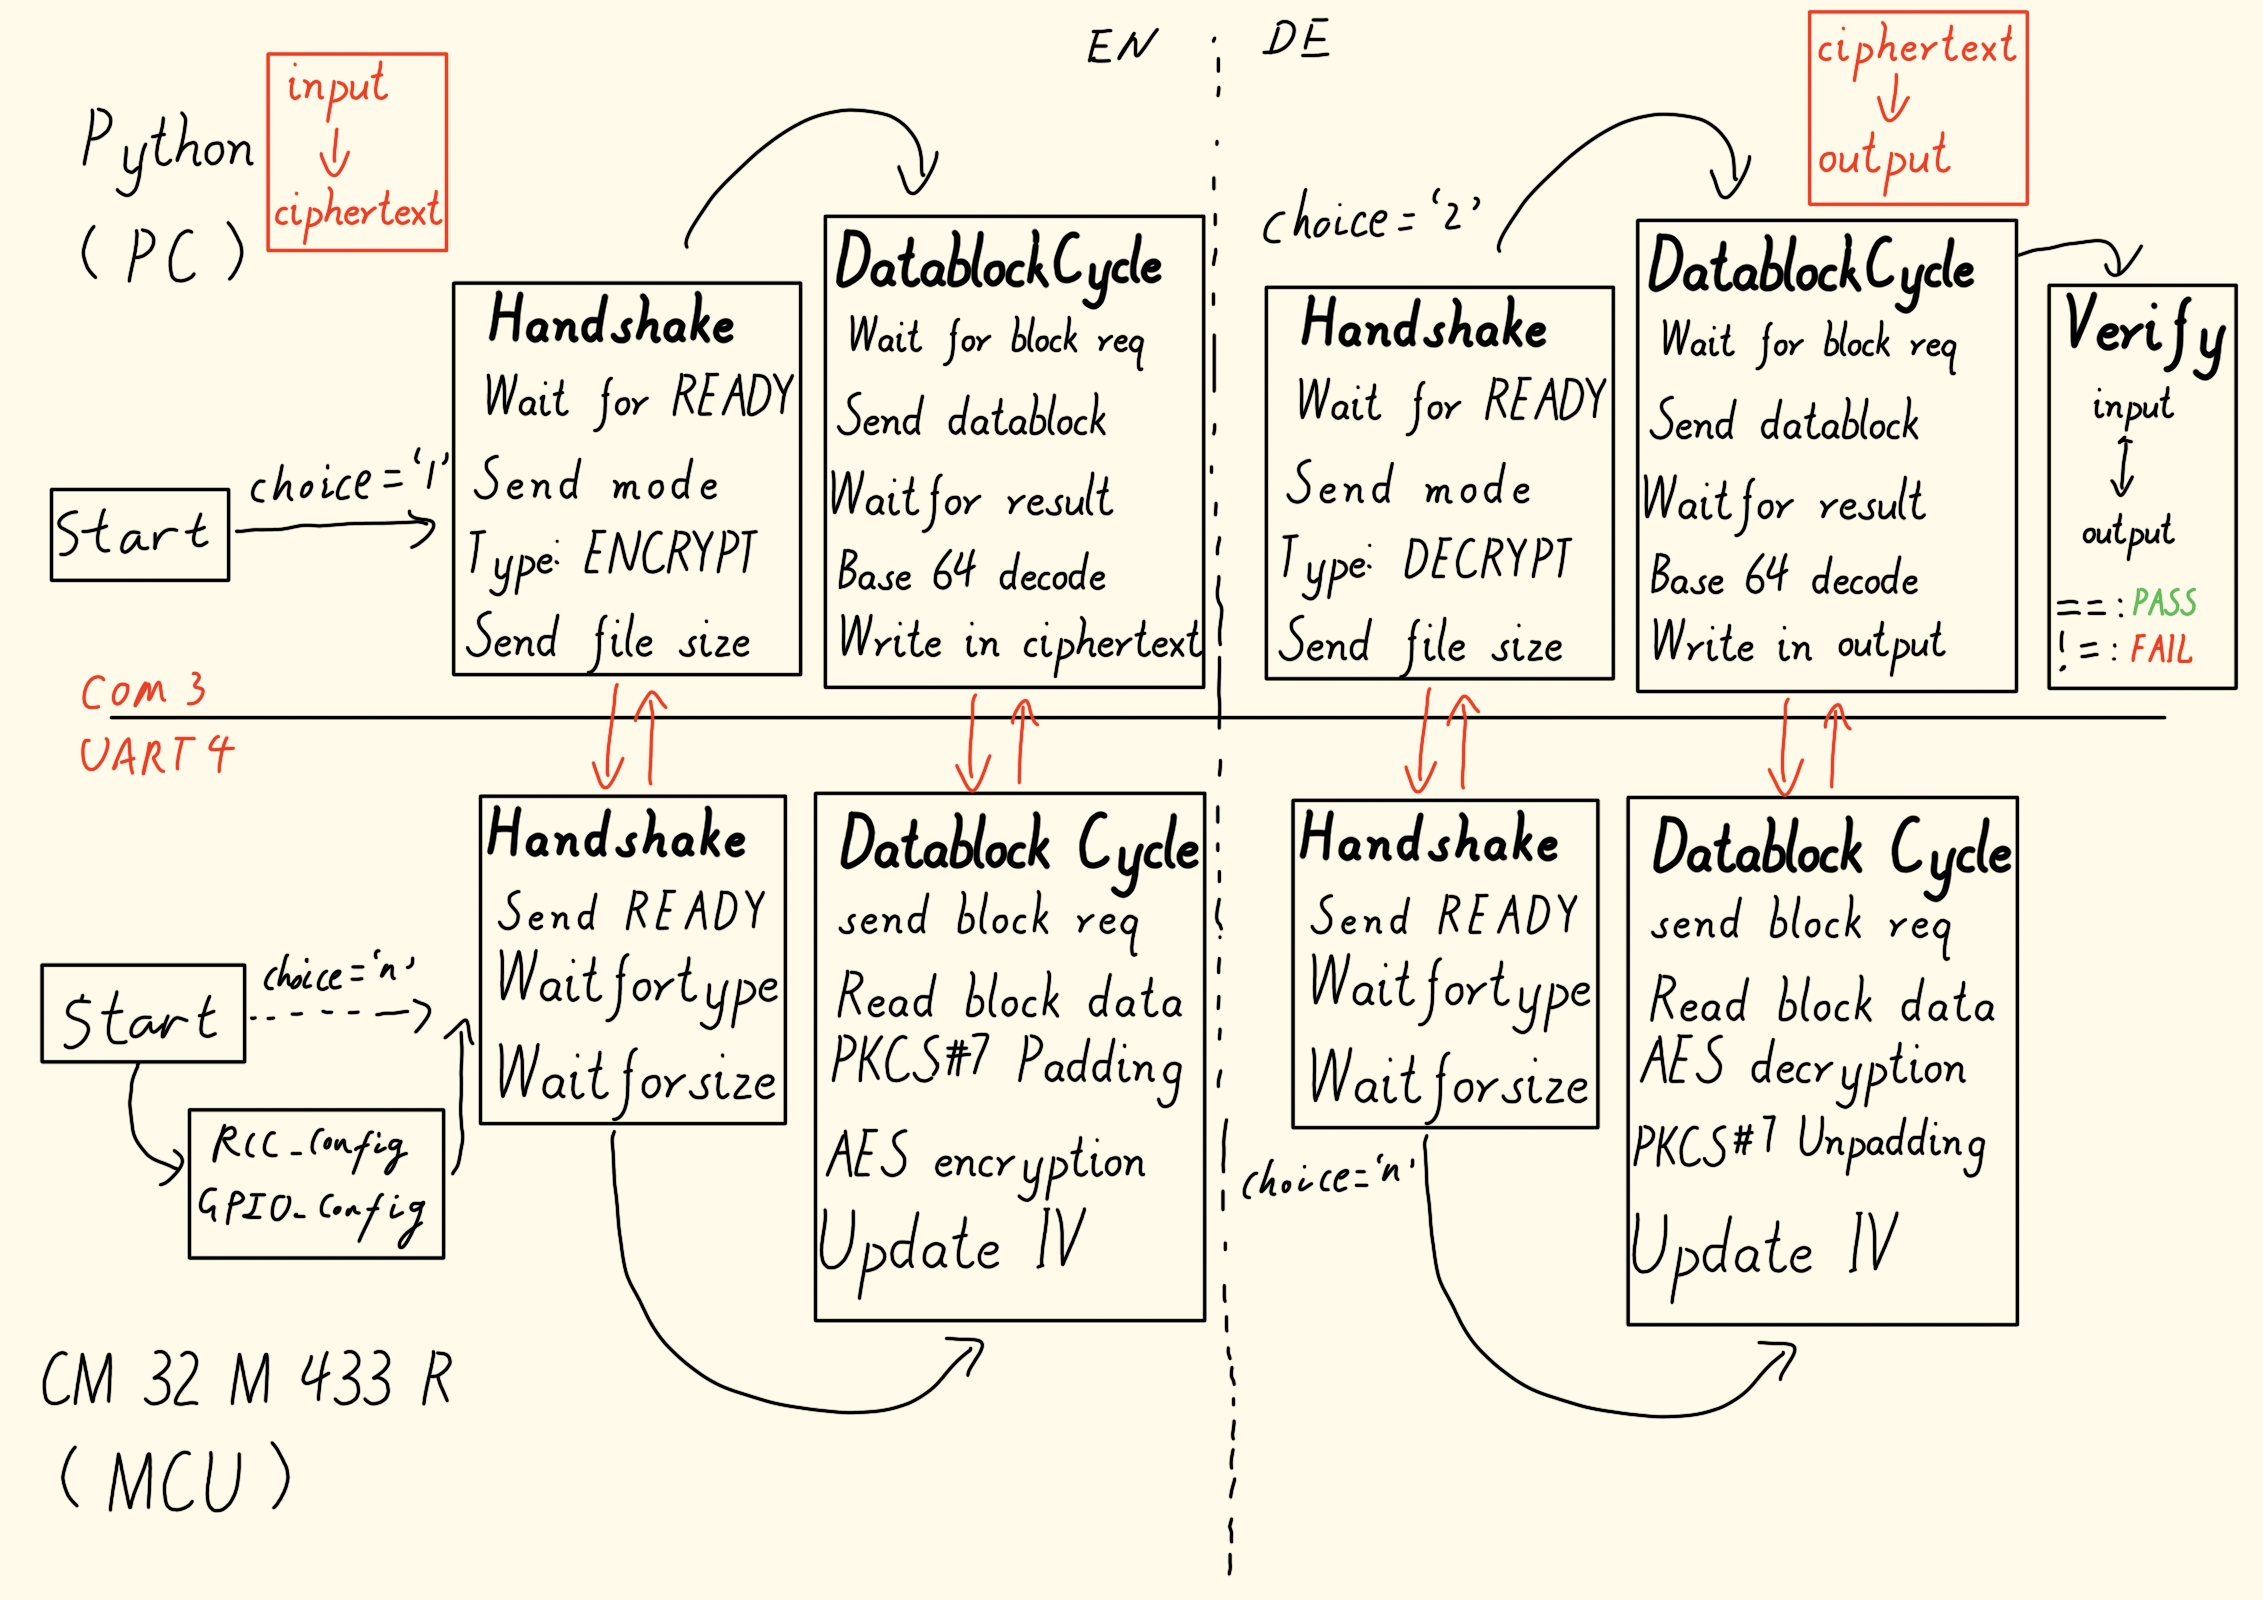 EN
DE
Python
(PC)
input
ciphertext
ciphertext
output
Start
choice='1'
Handshake
Wait for READY
Send mode
Type: ENCRYPT
Send file size
DatablockCycle
Wait for block req
Send datablock
Wait for result
Base 64 decode
Write in ciphertext
choice='2'
Handshake
Wait for READY
Send mode
Type: DECRYPT
Send file size
DatablockCycle
Wait for block req
Send datablock
Wait for result
Base 64 decode
Write in output
Verify
input
output
==: PASS
!=: FAIL
Com 3
UART4
Start
choice='n'
RCC_Config
GPIO_Config
Handshake
Send READY
Wait for type
Wait for size
Datablock Cycle
send block req
Read block data
PKCS#7 Padding
AES encryption
Update IV
choice='n'
Handshake
Send READY
Wait for type
Wait for size
Datablock Cycle
send block req
Read block data
AES decryption
PKCS#7 Unpadding
Update IV
CM 32 M 433 R
(MCU)